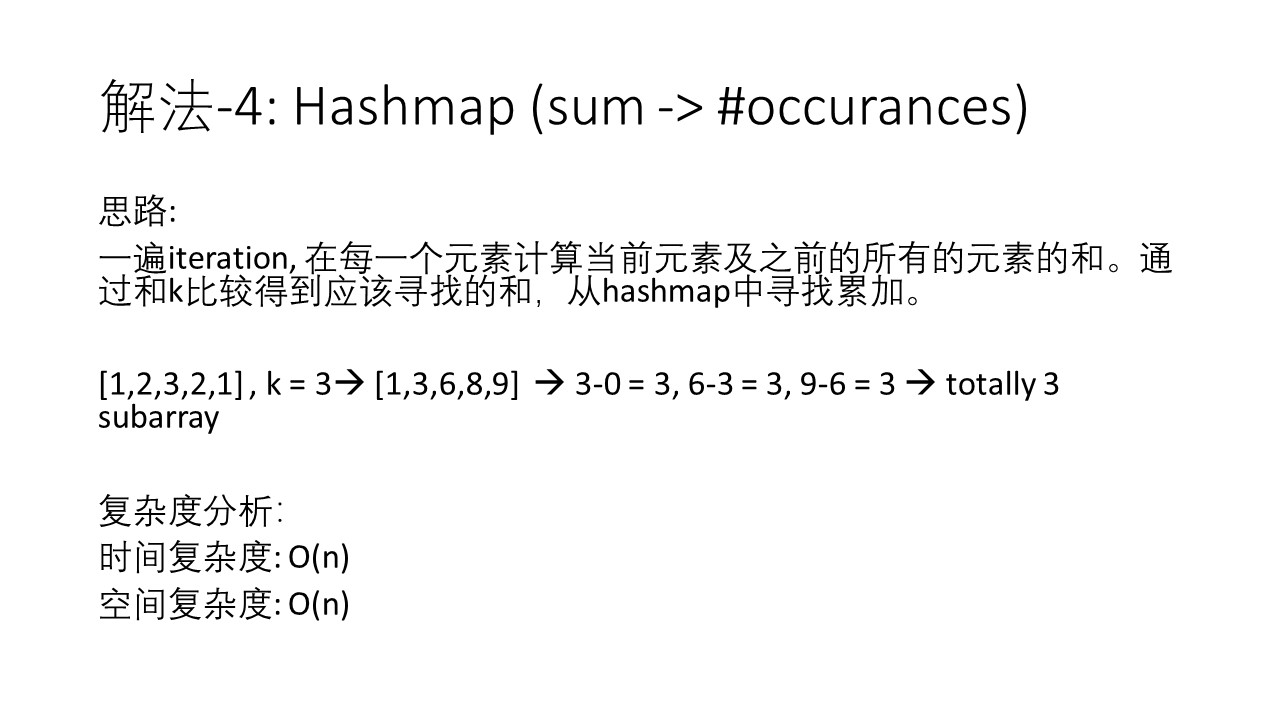 解法-4: Hashmap (sum -> #occurances)
思路:
一遍iteration, 在每一个元素计算当前元素及之前的所有的元素的和。通
过和k比较得到应该寻找的和，从hashmap中寻找累加。
[1,2,3,2,1] , k = 3→ [1,3,6,8,9] → 3-0 = 3, 6-3 = 3, 9-6 = 3 → totally 3
subarray
复杂度分析：
时间复杂度: O(n)
空间复杂度: O(n)